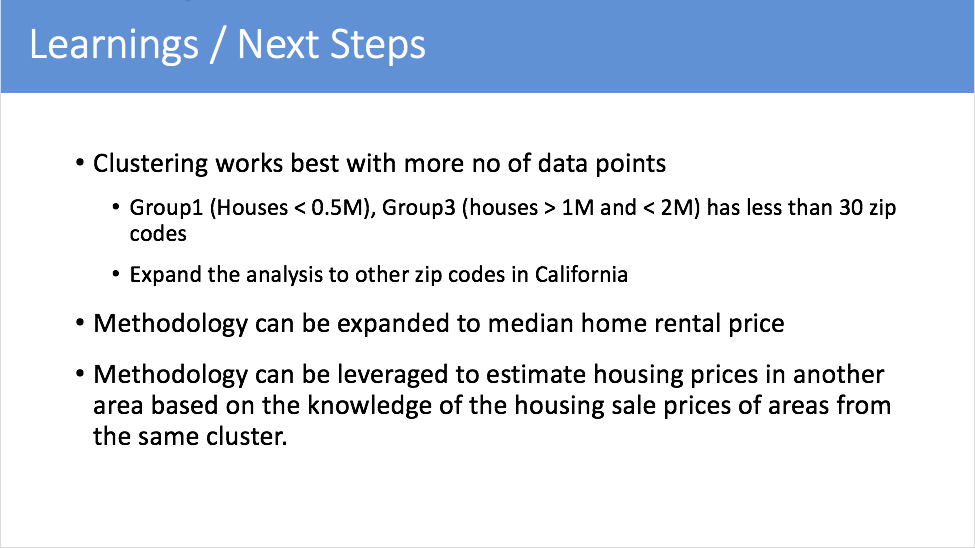 Learnings / Next Steps
• Clustering works best with more no of data points
• Group1 (Houses < 0.5M), Group3 (houses > 1M and < 2M) has less than 30 zip
codes
• Expand the analysis to other zip codes in California
• Methodology can be expanded to median home rental price
• Methodology can be leveraged to estimate housing prices in another
area based on the knowledge of the housing sale prices of areas from
the same cluster.